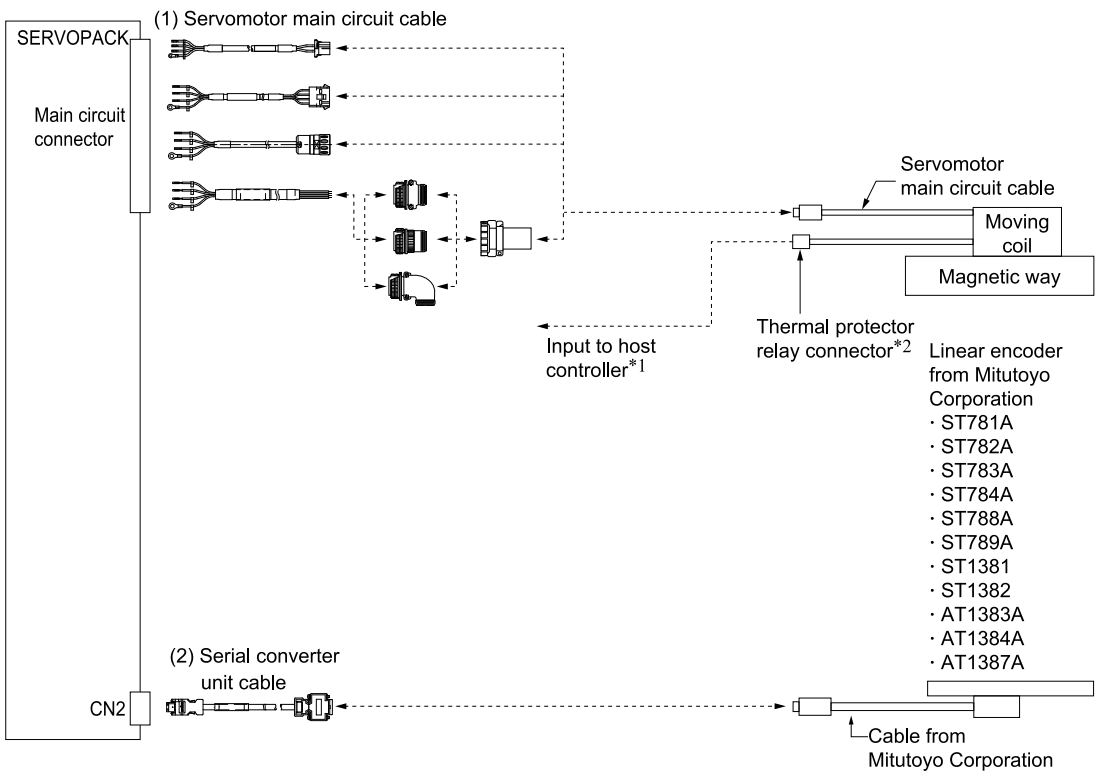 (1) Servomotor main circuit cable
SERVOPACK
Main circuit
connector
Servomotor
main circuit cable
Moving
coil
Magnetic way
Thermal protector
relay connector*2
Input to host
controller*1
Linear encoder
from Mitutoyo
Corporation
· ST781A
· ST782A
· ST783A
· ST784A
· ST788A
· ST789A
· ST1381
· ST1382
· AT1383A
· AT1384A
· AT1387A
(2) Serial converter
unit cable
CN2
Cable from
Mitutoyo Corporation